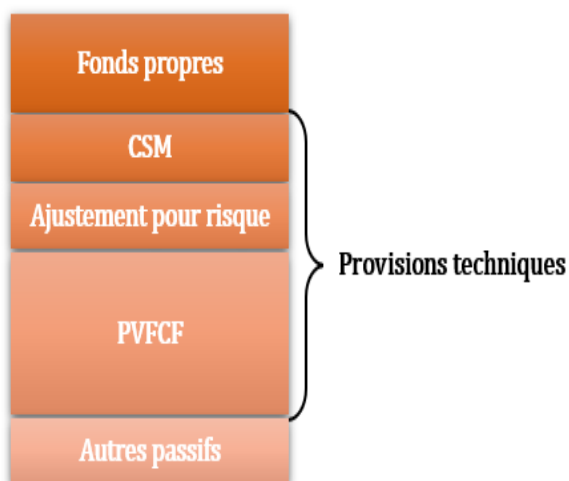 Fonds propres
CSM
Ajustement pour risque
Provisions techniques
PVFCF
Autres passifs